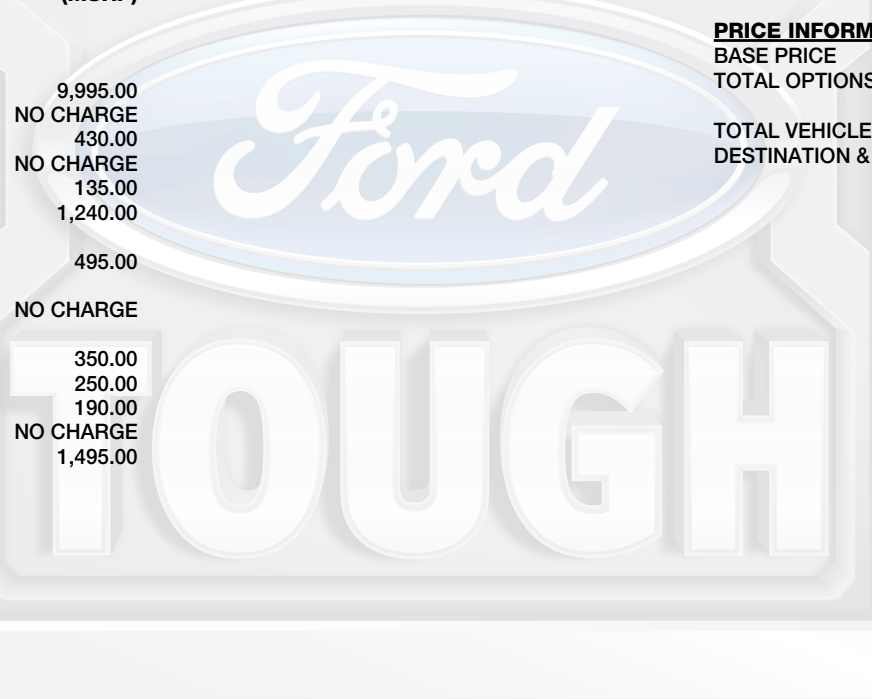 9,995.00
NO CHARGE
430.00
NO CHARGE
135.00
1,240.00
495.00
NO CHARGE
350.00
250.00
190.00
NO CHARGE
1,495.00
PRICE
BASE PRICE
TOTAL OPTIONS
TOTAL VEHICLE
DESTINATION &
Ford
TOUGH